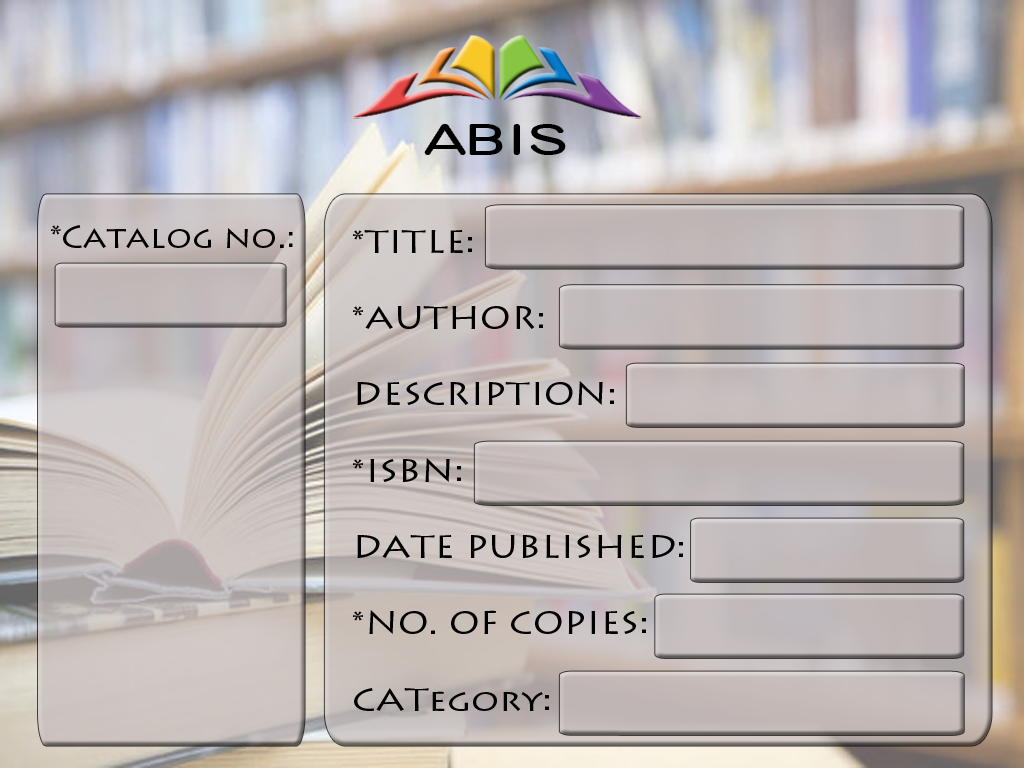 ABIS
*CATALOG NO.:
*TITLE:
*AUTHOR:
DESCRIPTION:
*ISBN:
DATE PUBLISHED:
*NO. OF COPIES:
CATEGORY: